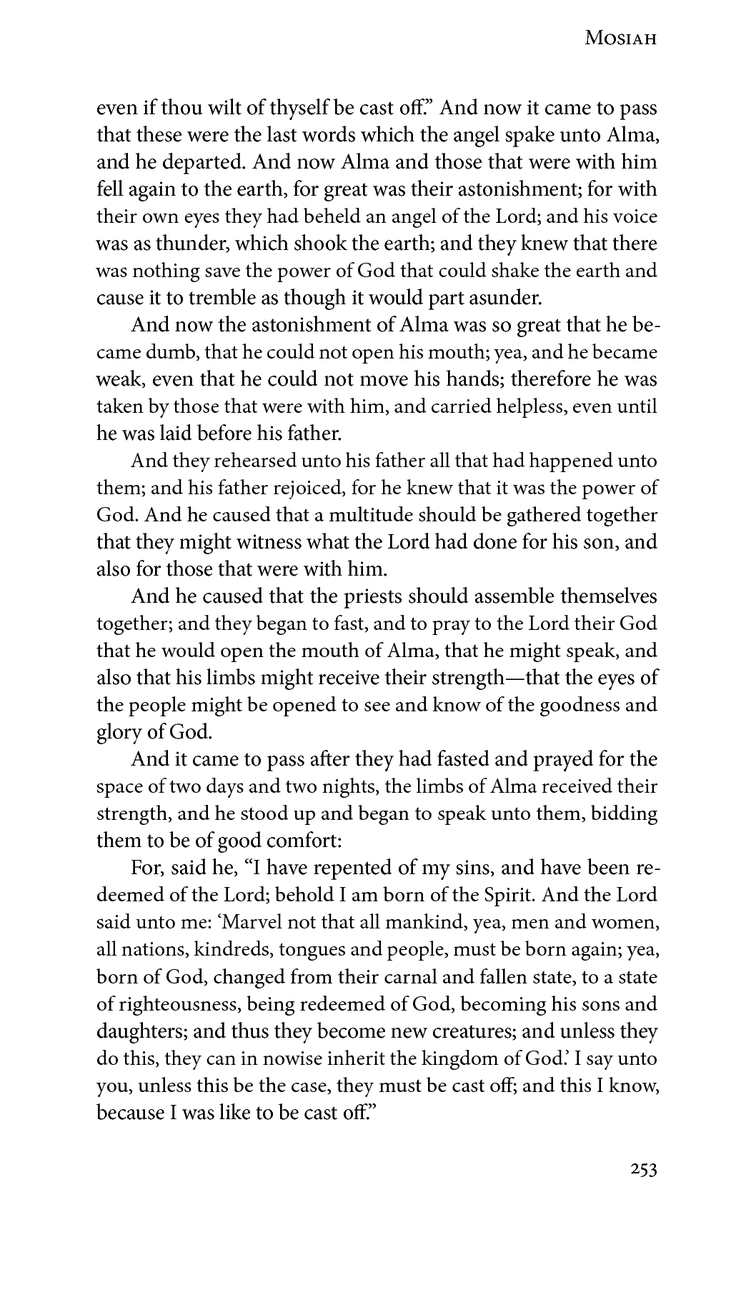 Mosiah
even if thou wilt of thyself be cast off.” And now it came to pass
that these were the last words which the angel spake unto Alma,
and he departed. And now Alma and those that were with him
fell again to the earth, for great was their astonishment; for with
their own eyes they had beheld an angel of the Lord; and his voice
was as thunder, which shook the earth; and they knew that there
was nothing save the power of God that could shake the earth and
cause it to tremble as though it would part asunder.
And now the astonishment of Alma was so great that he be-
came dumb, that he could not open his mouth; yea, and he became
weak, even that he could not move his hands; therefore he was
taken by those that were with him, and carried helpless, even until
he was laid before his father.
And they rehearsed unto his father all that had happened unto
them; and his father rejoiced, for he knew that it was the power of
God. And he caused that a multitude should be gathered together
that they might witness what the Lord had done for his son, and
also for those that were with him.
And he caused that the priests should assemble themselves
together; and they began to fast, and to pray to the Lord their God
that he would open the mouth of Alma, that he might speak, and
also that his limbs might receive their strength—that the eyes of
the people might be opened to see and know of the goodness and
glory of God.
And it came to pass after they had fasted and prayed for the
space of two days and two nights, the limbs of Alma received their
strength, and he stood up and began to speak unto them, bidding
them to be of good comfort:
For, said he, “I have repented of my sins, and have been re-
deemed of the Lord; behold I am born of the Spirit. And the Lord
said unto me: ‘Marvel not that all mankind, yea, men and women,
all nations, kindreds, tongues and people, must be born again; yea,
born of God, changed from their carnal and fallen state, to a state
of righteousness, being redeemed of God, becoming his sons and
daughters; and thus they become new creatures; and unless they
do this, they can in nowise inherit the kingdom of God.’ I say unto
you, unless this be the case, they must be cast off; and this I know,
because I was like to be cast off.”
253